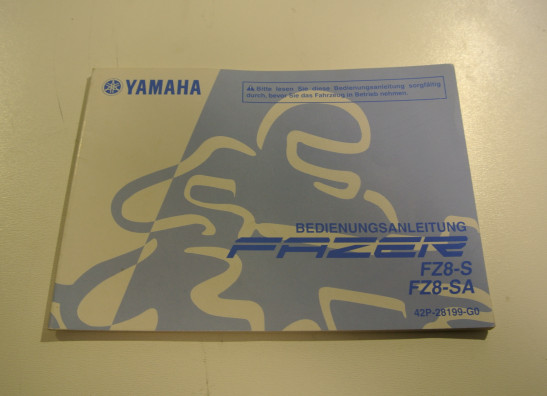 YAMAHA
Bitte lesen Sie diese Bedienungsanleitung sorgfältig
durch, bevor Sie das Fahrzeug in Betrieb nehmen.
BEDIENUNGSANLEITUNG
FAZER
FZ8-S
FZ8-SA
42P-28199-G0